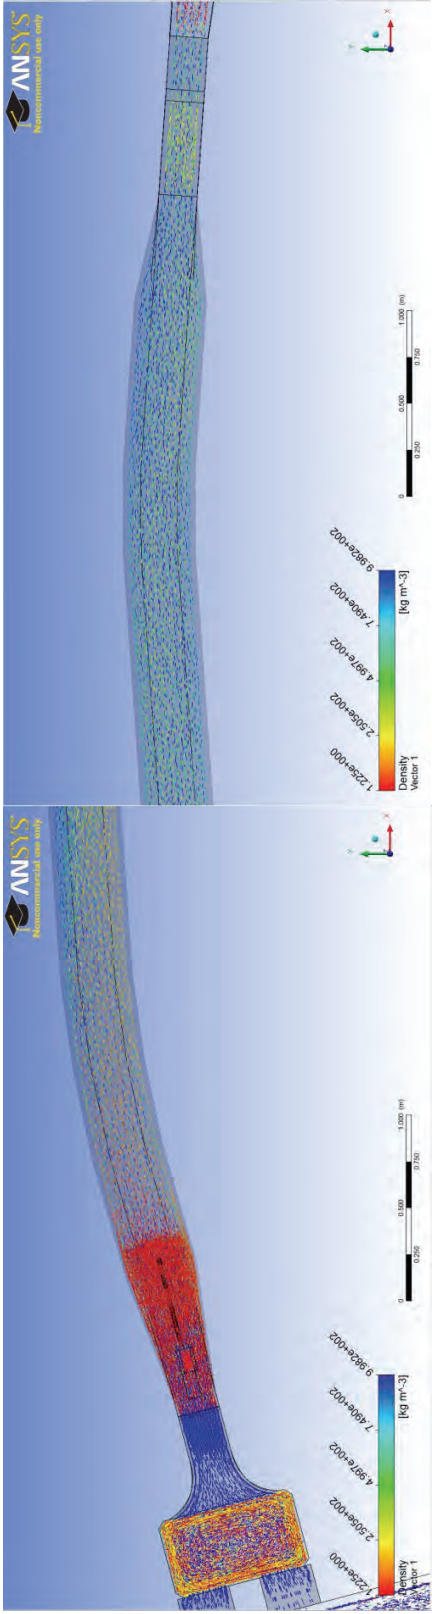 ANSYS
Noncommercial use only
Y
X
0
0.250
0.500
0.750
1.000 (m)
1.225e+000
2.505e+002
4.997e+002
7.490e+002
9.982e+002
[kg m^-3]
Density
Vector 1
ANSYS
Noncommercial use only
Y
X
0
0.250
0.500
0.750
1.000 (m)
1.225e+000
2.505e+002
4.997e+002
7.490e+002
9.982e+002
[kg m^-3]
Density
Vector 1